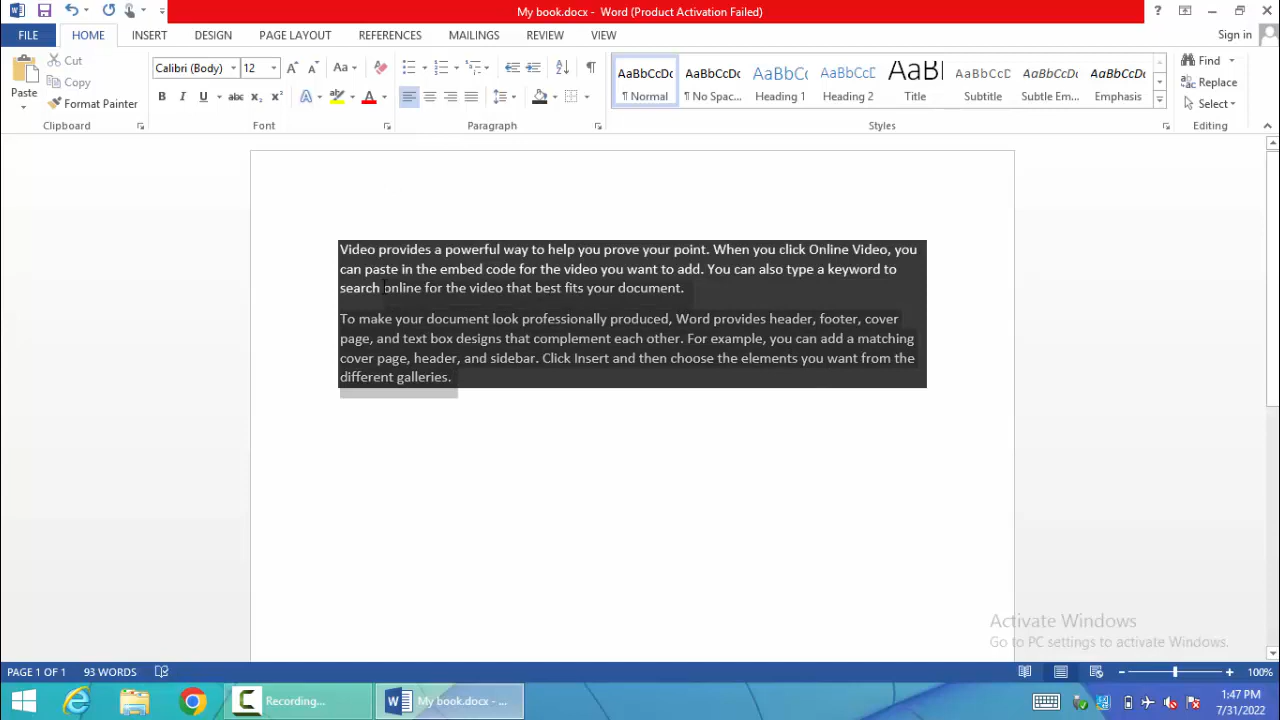 My book.docx - Word (Product Activation Failed)
Sign in
FILE HOME INSERT DESIGN PAGE LAYOUT REFERENCES MAILINGS REVIEW VIEW
Paste
Cut
Copy
Format Painter
Clipboard
Calibri (Body) 12
Font
Paragraph
AaBbCcDc ¶ Normal
AaBbCcDc ¶ No Spac...
AaBbCc Heading 1
AaBbCcD Heading 2
AaBl Title
AaBbCcD Subtitle
AaBbCcDc Subtle Em...
AaBbCcDc Emphasis
Styles
Find
Replace
Select
Editing
Video provides a powerful way to help you prove your point. When you click Online Video, you
can paste in the embed code for the video you want to add. You can also type a keyword to
search online for the video that best fits your document.
To make your document look professionally produced, Word provides header, footer, cover
page, and text box designs that complement each other. For example, you can add a matching
cover page, header, and sidebar. Click Insert and then choose the elements you want from the
different galleries.
Activate Windows
Go to PC settings to activate Windows.
PAGE 1 OF 1 93 WORDS
100%
Recording...
My book.docx - ...
1:47 PM
7/31/2022